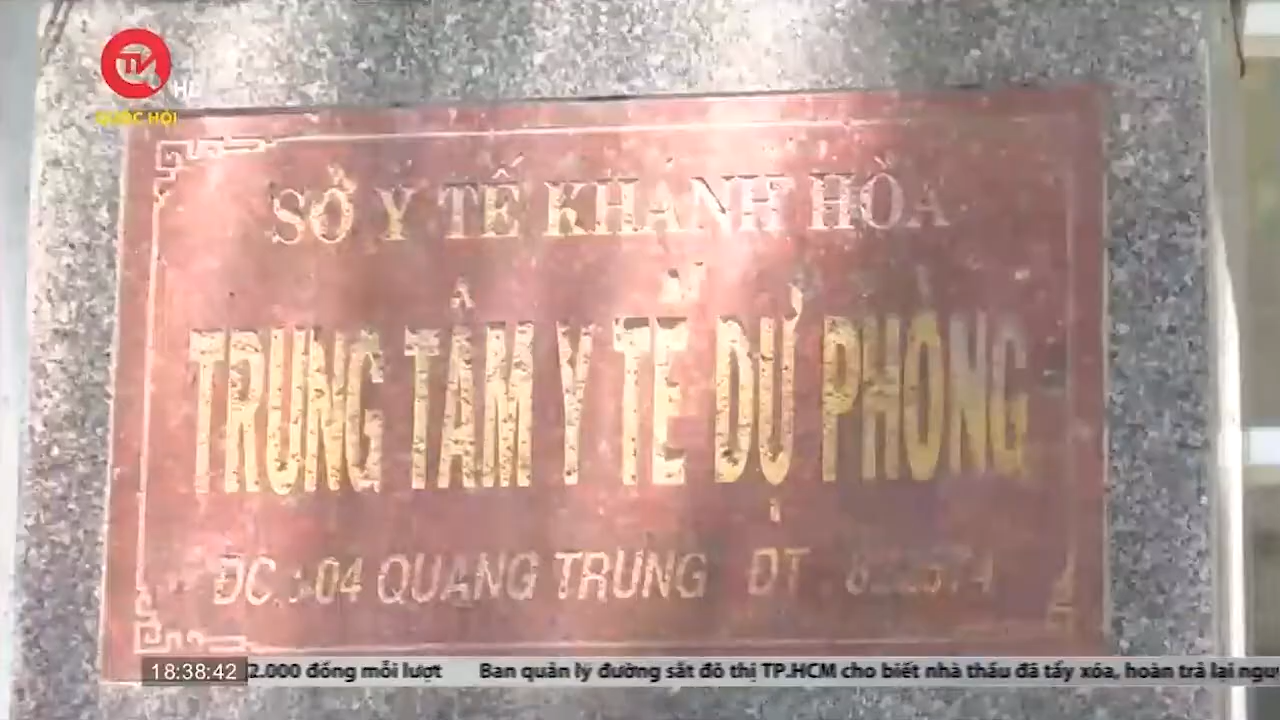 HD
QUỐC HỘI
SỞ Y TẾ KHÁNH HÒA
TRUNG TÂM Y TẾ DỰ PHÒNG
ĐC. 04 QUANG TRUNG ĐT :
18:38:42 2.000 đồng mỗi lượt Ban quản lý đường sắt đô thị TP.HCM cho biết nhà thầu đã tẩy xóa, hoàn trả lại